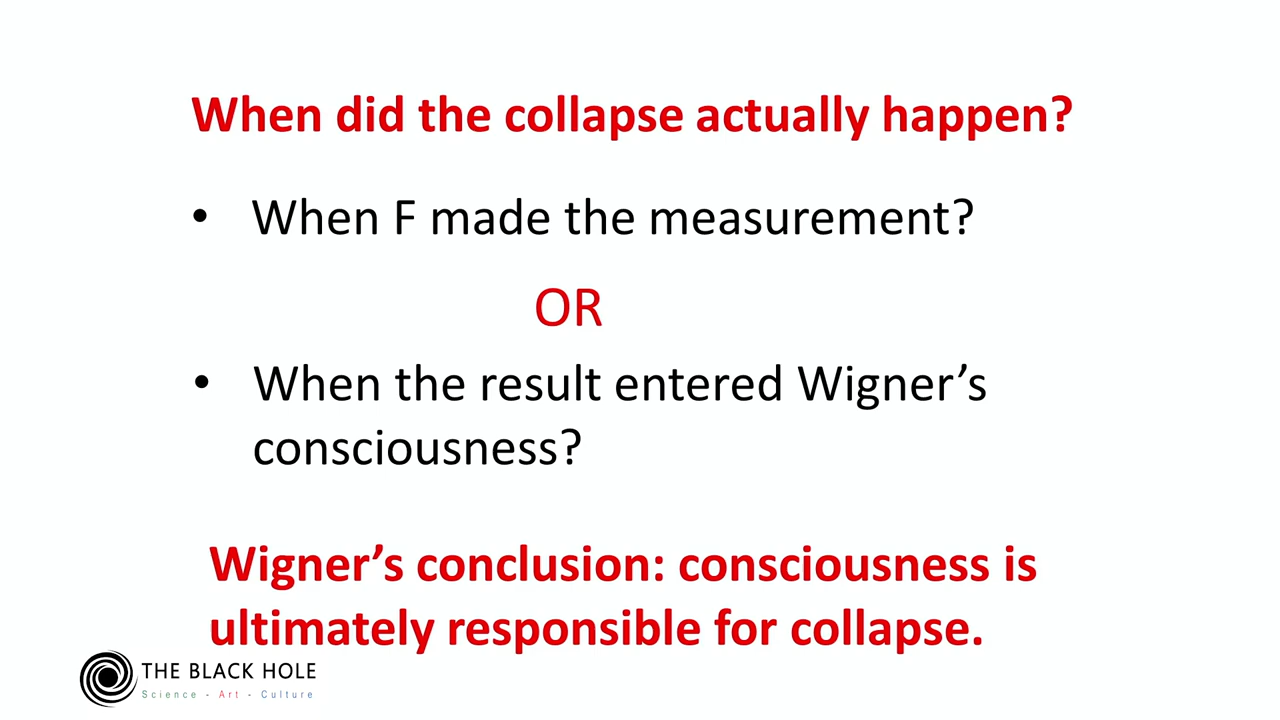 When did the collapse actually happen?
• When F made the measurement?
OR
• When the result entered Wigner’s
consciousness?
Wigner’s conclusion: consciousness is
ultimately responsible for collapse.
THE BLACK HOLE
Science - Art - Culture